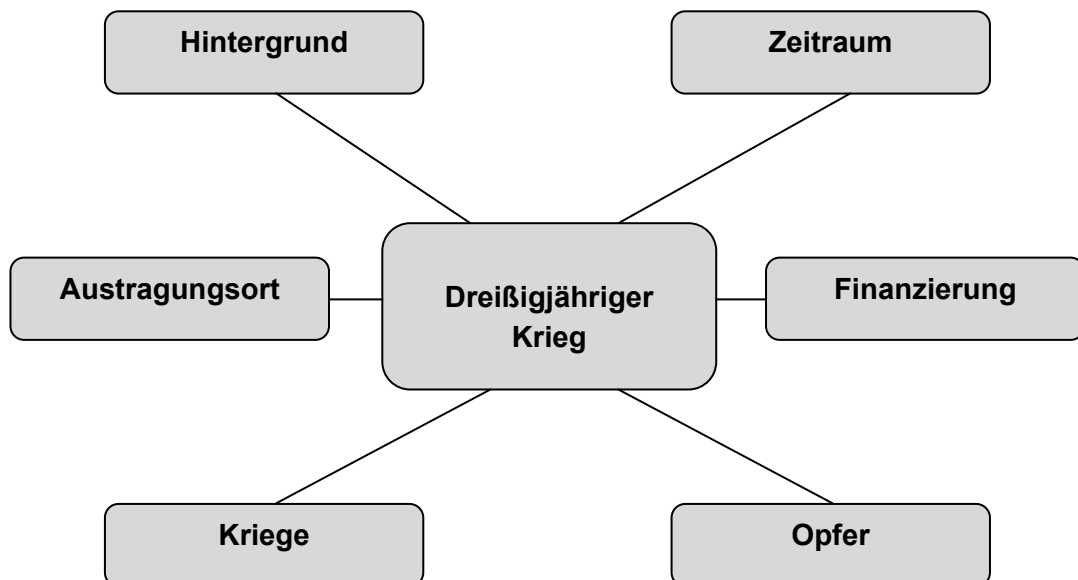 Hintergrund
Zeitraum
Austragungsort
Dreißigjähriger
Krieg
Finanzierung
Kriege
Opfer